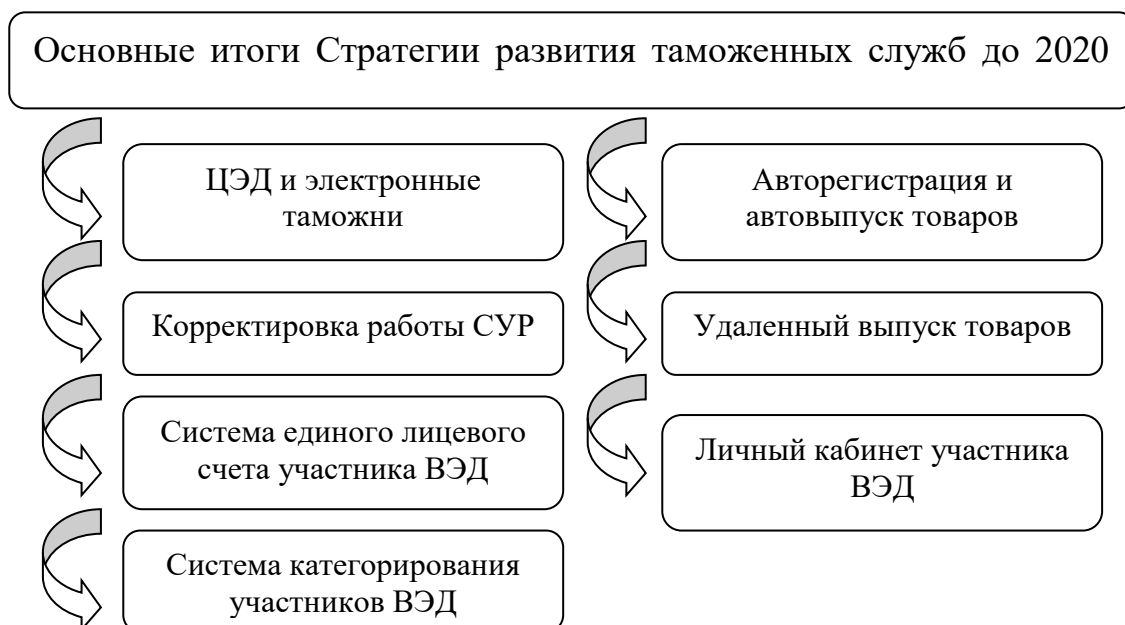 Основные итоги Стратегии развития таможенных служб до 2020
ЦЭД и электронные
таможни
Корректировка работы СУР
Система единого лицевого
счета участника ВЭД
Система категорирования
участников ВЭД
Авторегистрация и
автовыпуск товаров
Удаленный выпуск товаров
Личный кабинет участника
ВЭД